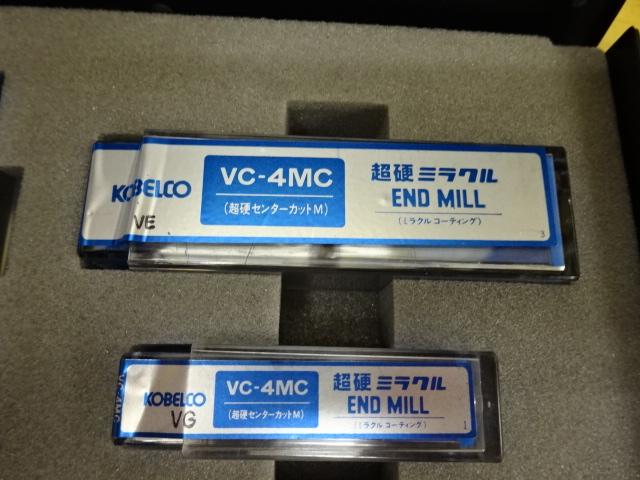 KOBELCO
VE
VC-4MC
(超硬センターカットM)
超硬ミラクル
END MILL
(ミラクルコーティング)
3
VC-4MC
KOBELCO
VG
VC-4MC
(超硬センターカットM)
超硬ミラクル
END MILL
(ミラクルコーティング)
1